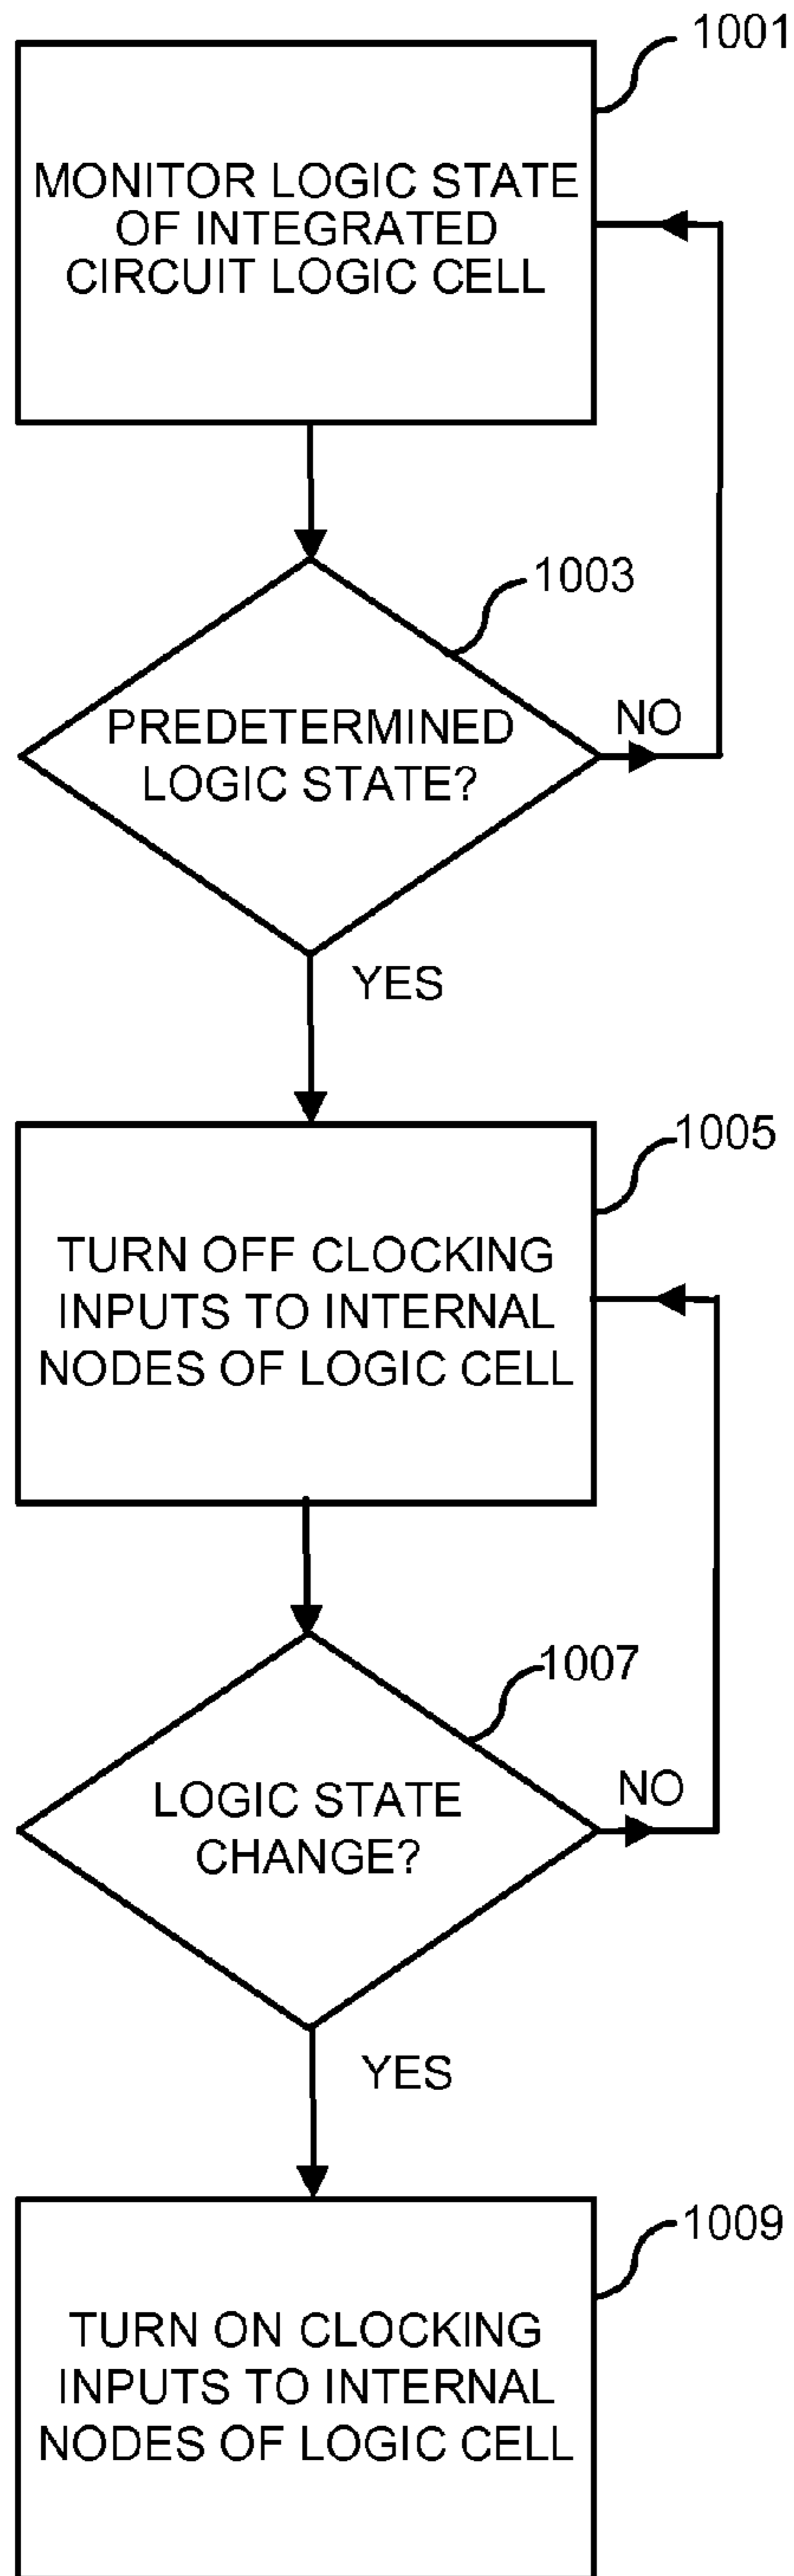 1001
MONITOR LOGIC STATE
OF INTEGRATED
CIRCUIT LOGIC CELL
1003
PREDETERMINED
LOGIC STATE?
NO
YES
1005
TURN OFF CLOCKING
INPUTS TO INTERNAL
NODES OF LOGIC CELL
1007
LOGIC STATE
CHANGE?
NO
YES
1009
TURN ON CLOCKING
INPUTS TO INTERNAL
NODES OF LOGIC CELL